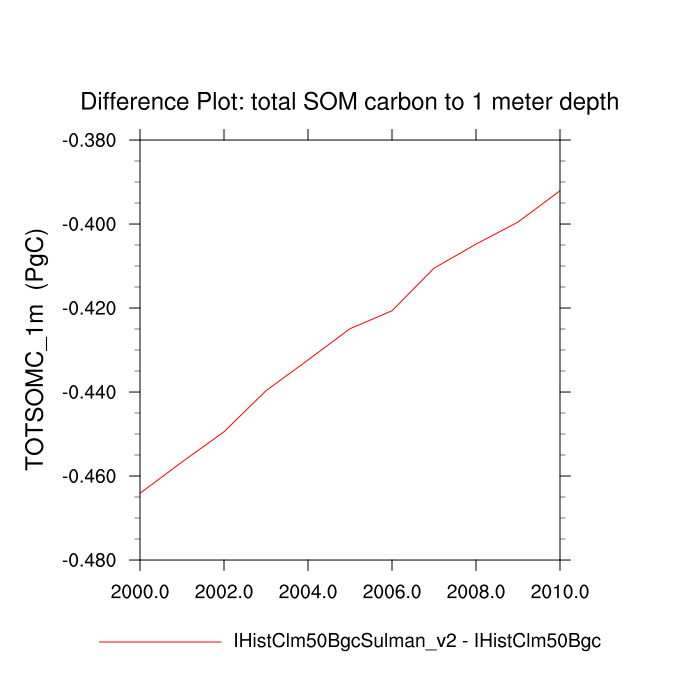 Difference Plot: total SOM carbon to 1 meter depth
TOTSOMC_1m (PgC)
-0.380
-0.400
-0.420
-0.440
-0.460
-0.480
2000.0 2002.0 2004.0 2006.0 2008.0 2010.0
IHistClm50BgcSulman_v2 - IHistClm50Bgc